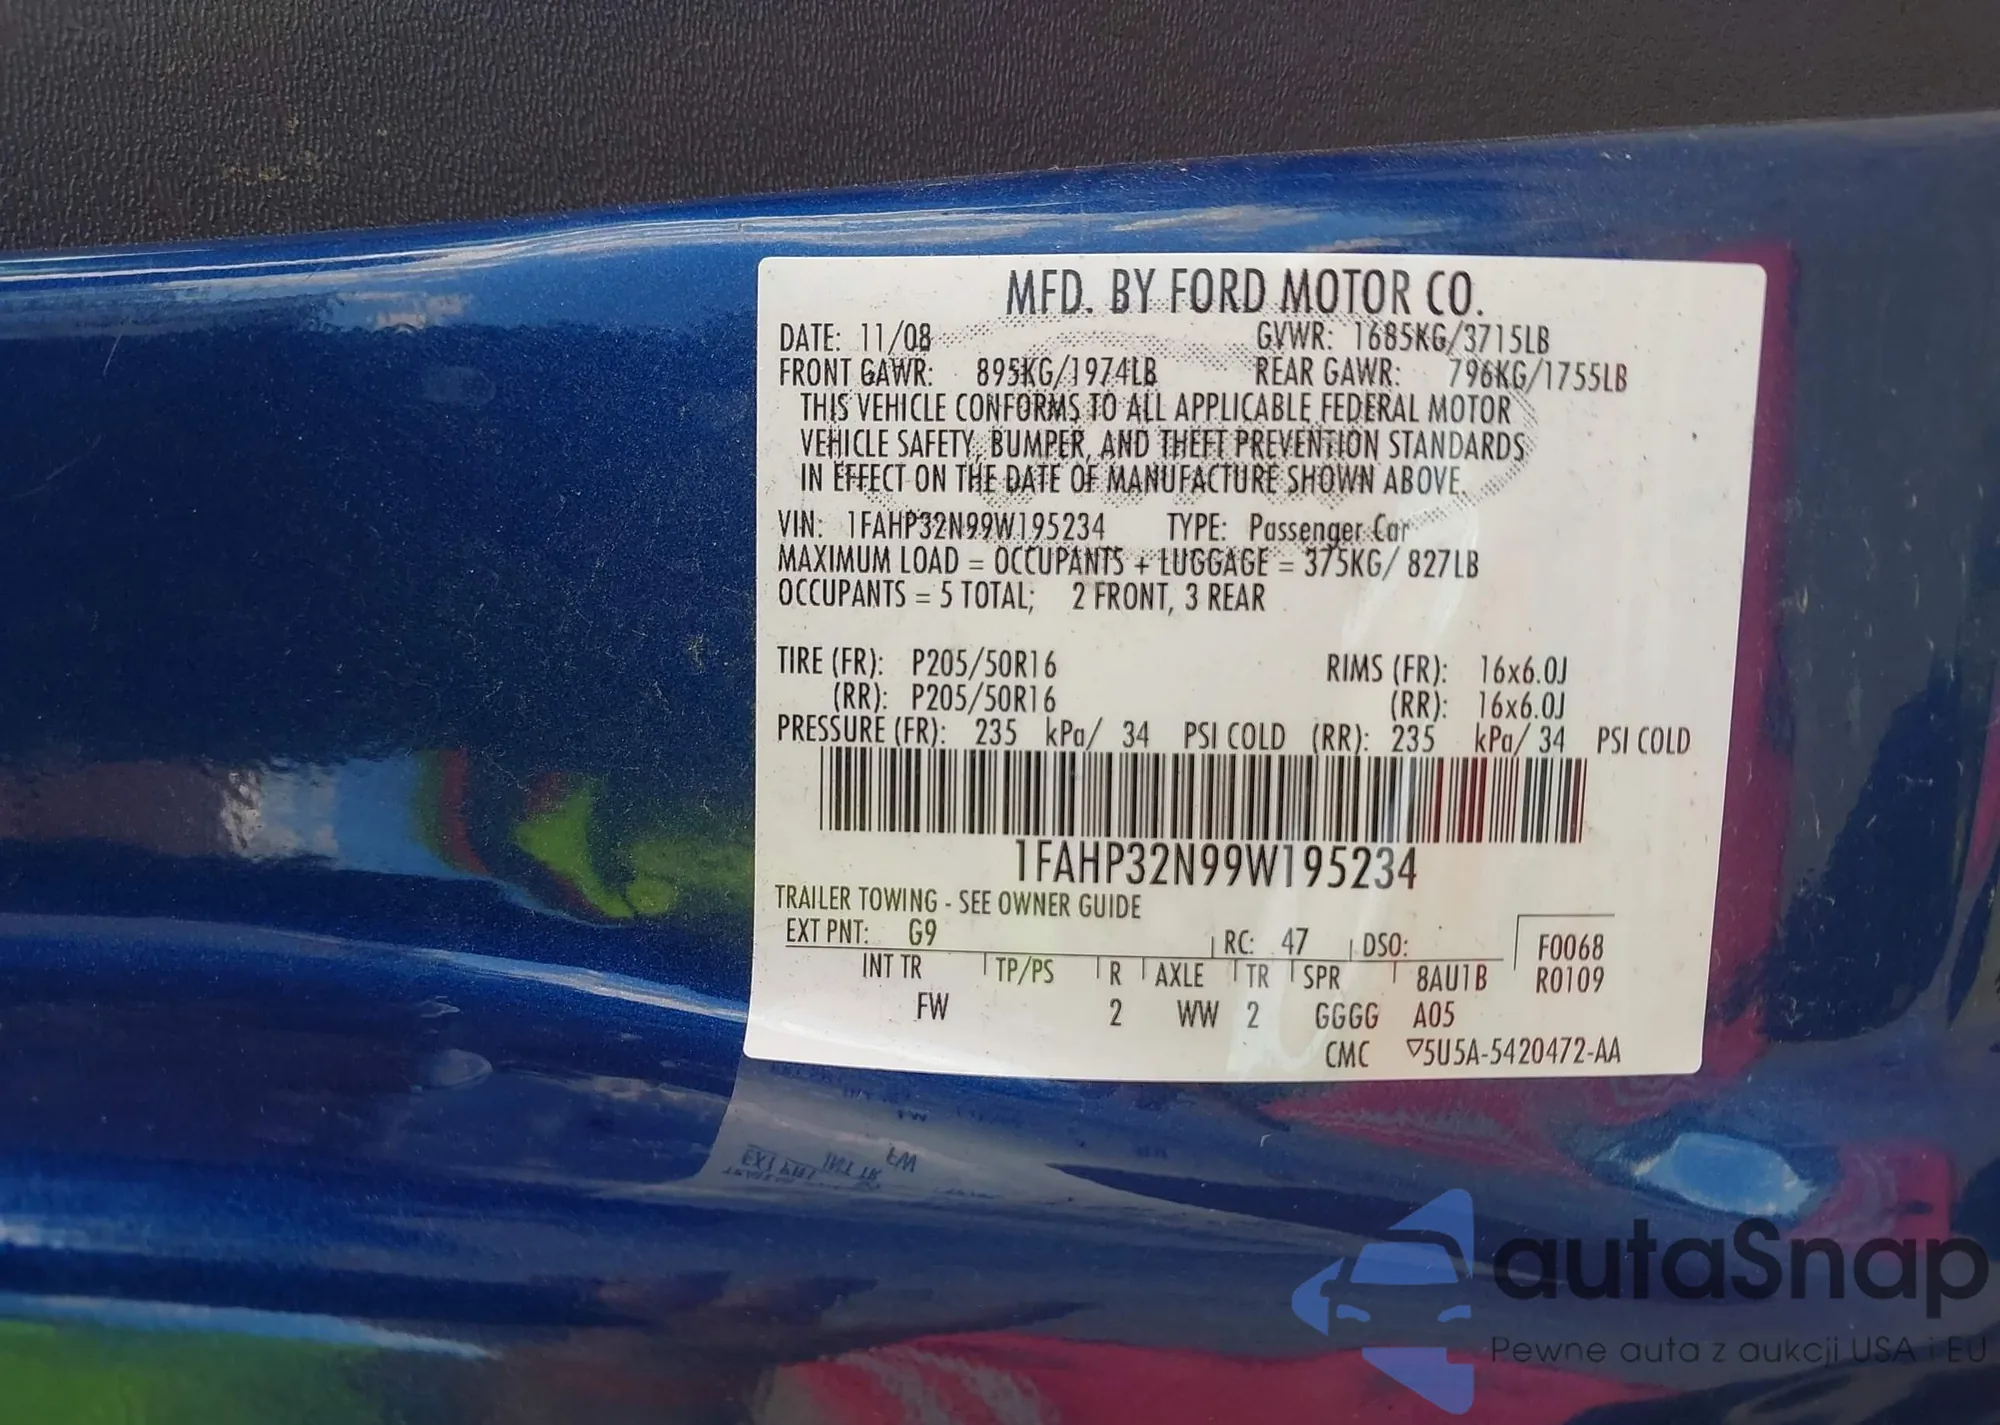 MFD. BY FORD MOTOR CO.
DATE: 11/08 GVWR: 1685KG/3715LB
FRONT GAWR: 895KG/1974LB REAR GAWR: 796KG/1755LB
THIS VEHICLE CONFORMS TO ALL APPLICABLE FEDERAL MOTOR
VEHICLE SAFETY, BUMPER, AND THEFT PREVENTION STANDARDS
IN EFFECT ON THE DATE OF MANUFACTURE SHOWN ABOVE.
VIN: 1FAHP32N99W195234 TYPE: Passenger Car
MAXIMUM LOAD = OCCUPANTS + LUGGAGE = 375KG/ 827LB
OCCUPANTS = 5 TOTAL; 2 FRONT, 3 REAR
TIRE (FR): P205/50R16 RIMS (FR): 16x6.0J
(RR): P205/50R16 (RR): 16x6.0J
PRESSURE (FR): 235 kPa/ 34 PSI COLD (RR): 235 kPa/ 34 PSI COLD
1FAHP32N99W195234
TRAILER TOWING - SEE OWNER GUIDE
EXT PNT: G9 RC: 47 DSO: F0068
INT TR TP/PS R AXLE TR SPR 8AU1B R0109
FW 2 WW 2 GGGG A05
CMC ▽5U5A-5420472-AA
autaSnap
Pewne auta z aukcji USA i EU